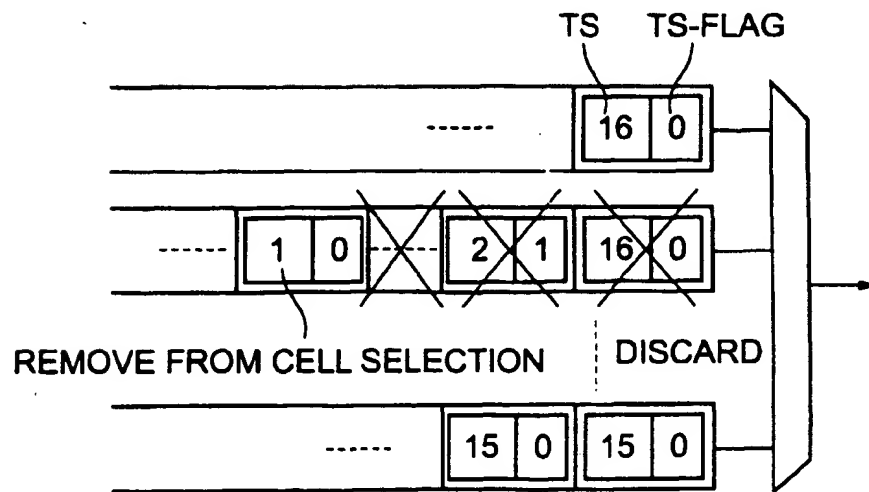 TS TS-FLAG
16 0
1 0 2 1 16 0
REMOVE FROM CELL SELECTION DISCARD
15 0 15 0